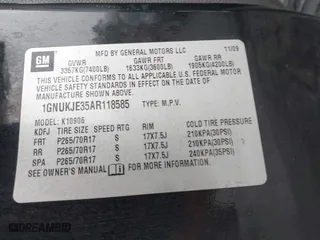 GM
MFD BY GENERAL MOTORS LLC 11/09
GVWR GAWR FRT GAWR RR
3357KG(7400LB) 1633KG(3600LB) 1905KG(4200LB)
THIS VEHICLE CONFORMS TO ALL APPLICABLE U.S. FEDERAL MOTOR
VEHICLE SAFETY AND THEFT PREVENTION STANDARDS IN EFFECT ON
THE DATE OF MANUFACTURE SHOWN ABOVE.
1GNUKJE35AR118585 TYPE: M.P.V.
MODEL: K10906
KDFJ TIRE SIZE SPEED RTG RIM COLD TIRE PRESSURE
FRT P265/70R17 S 17X7.5J 210KPA(30PSI)
RR P265/70R17 S 17X7.5J 210KPA(30PSI)
SPA P265/70R17 S 17X7.5J 240KPA(35PSI)
SEE OWNER'S MANUAL FOR MORE INFORMATION.
DREAMBID